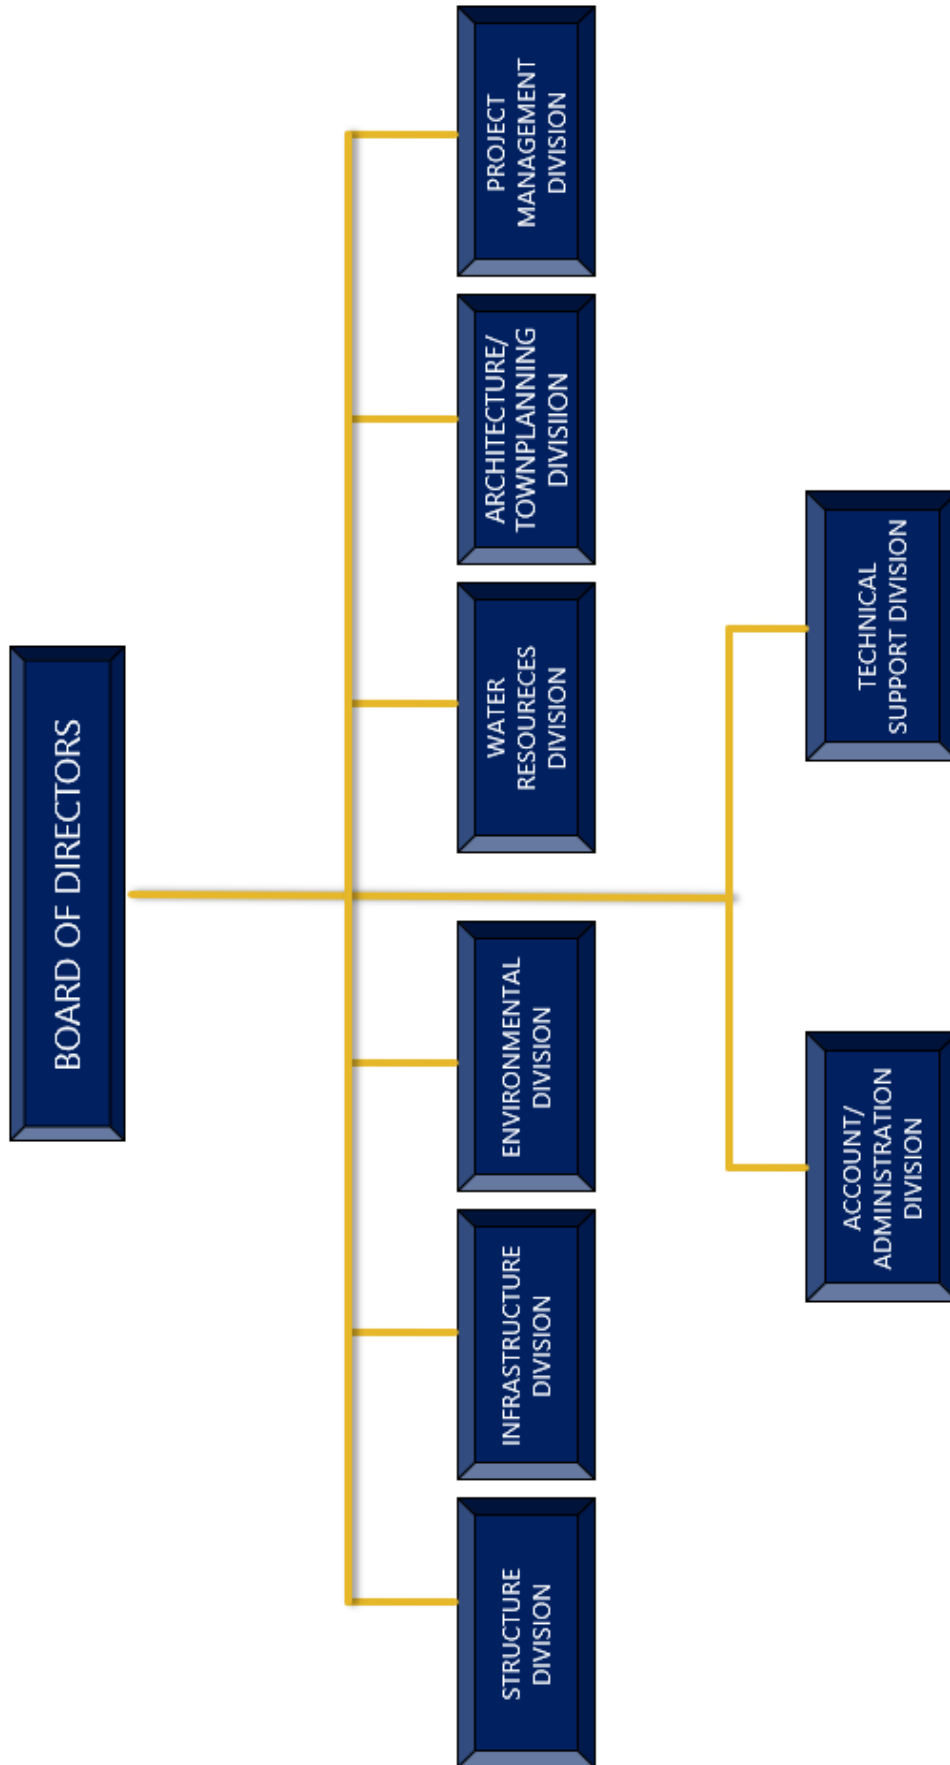 BOARD OF DIRECTORS
STRUCTURE
DIVISION
INFRASTRUCTURE
DIVISION
ENVIRONMENTAL
DIVISION
WATER
RESOURECES
DIVISION
ARCHITECTURE/
TOWNPLANNING
DIVISIION
PROJECT
MANAGEMENT
DIVISION
ACCOUNT/
ADMINISTRATION
DIVISION
TECHNICAL
SUPPORT DIVISION